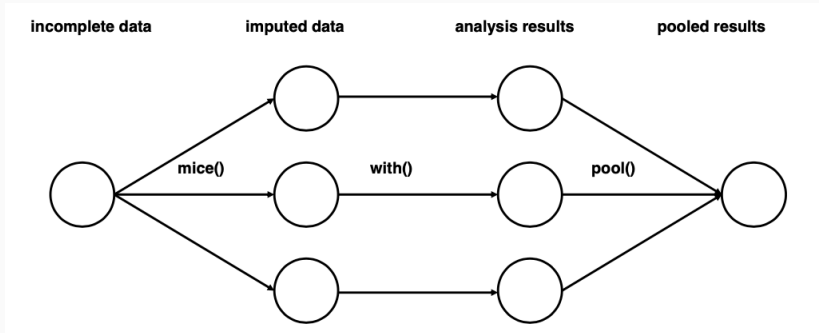 incomplete data
imputed data
analysis results
pooled results
mice()
with()
pool()